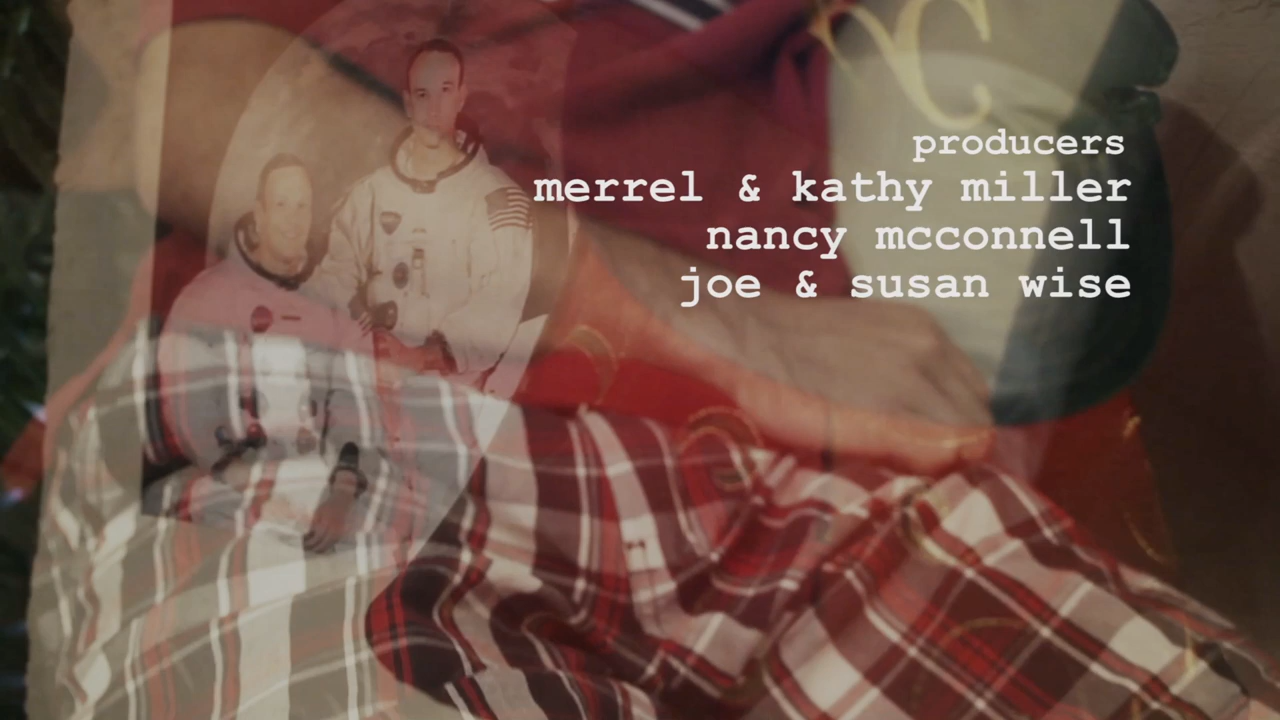 producers
merrel & kathy miller
nancy mcconnell
joe & susan wise